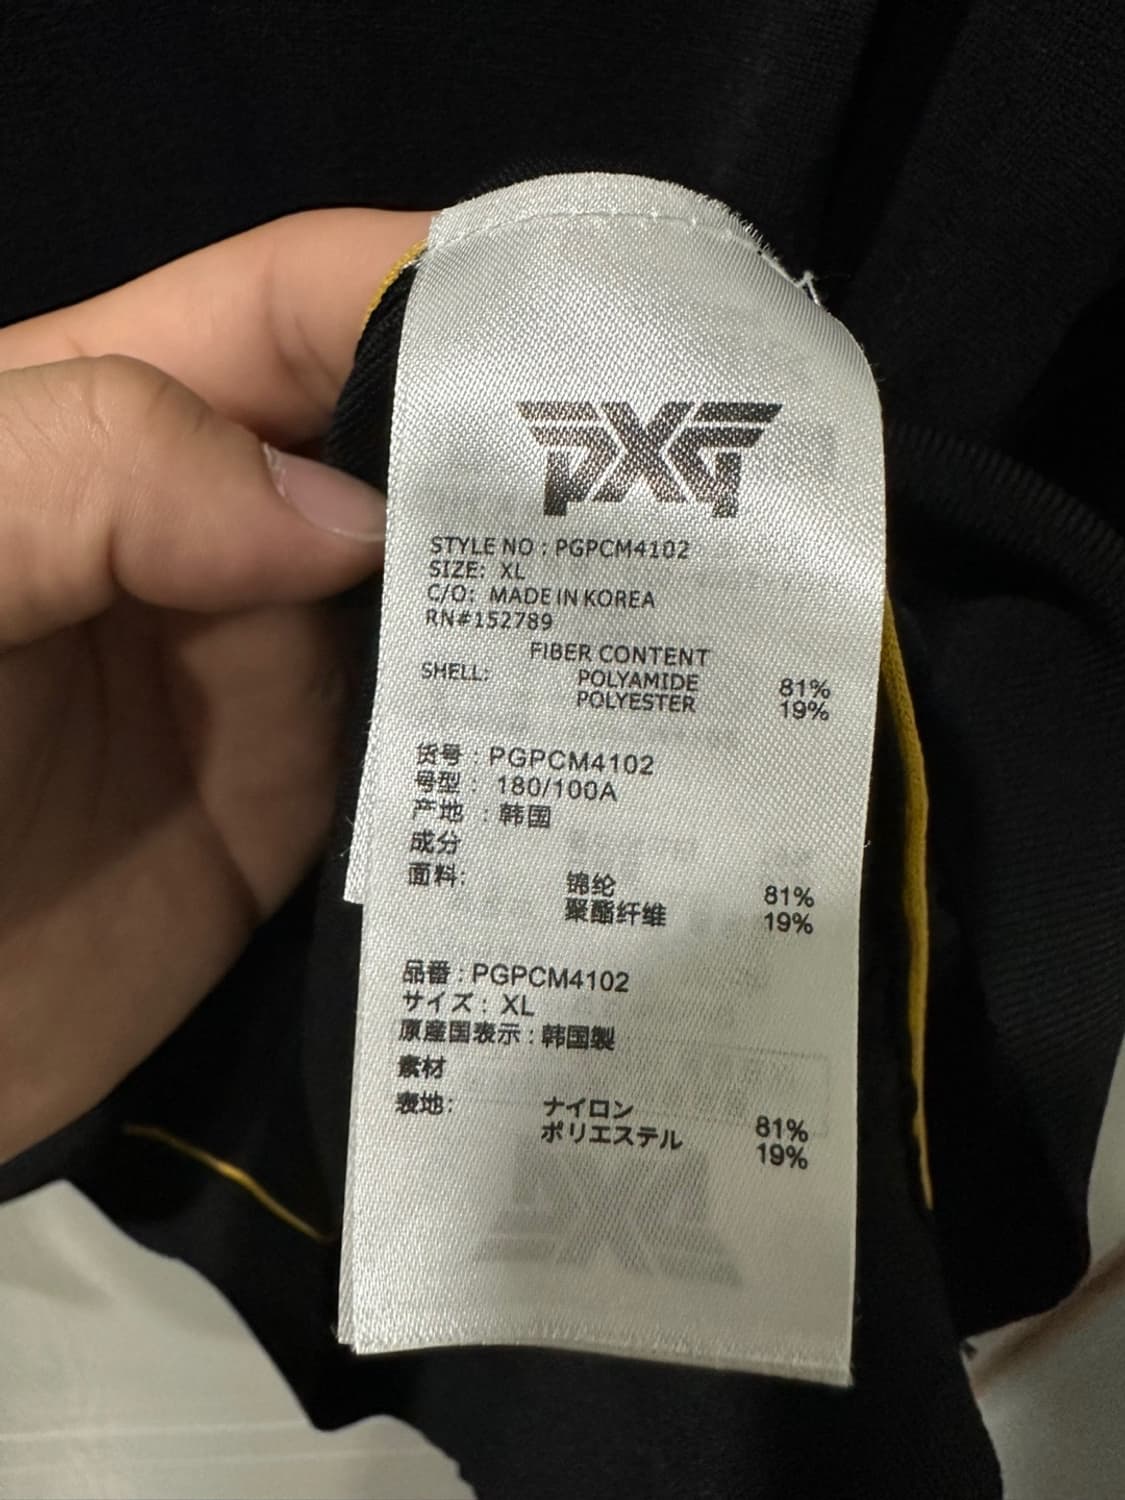 PXG
STYLE NO : PGPCM4102
SIZE: XL
C/O: MADE IN KOREA
RN#152789
FIBER CONTENT
SHELL: POLYAMIDE 81%
POLYESTER 19%
货号 : PGPCM4102
号型 : 180/100A
产地 : 韩国
成分
面料: 锦纶 81%
聚酯纤维 19%
品番 : PGPCM4102
サイズ : XL
原産国表示 : 韩国製
素材
表地: ナイロン 81%
ポリエステル 19%